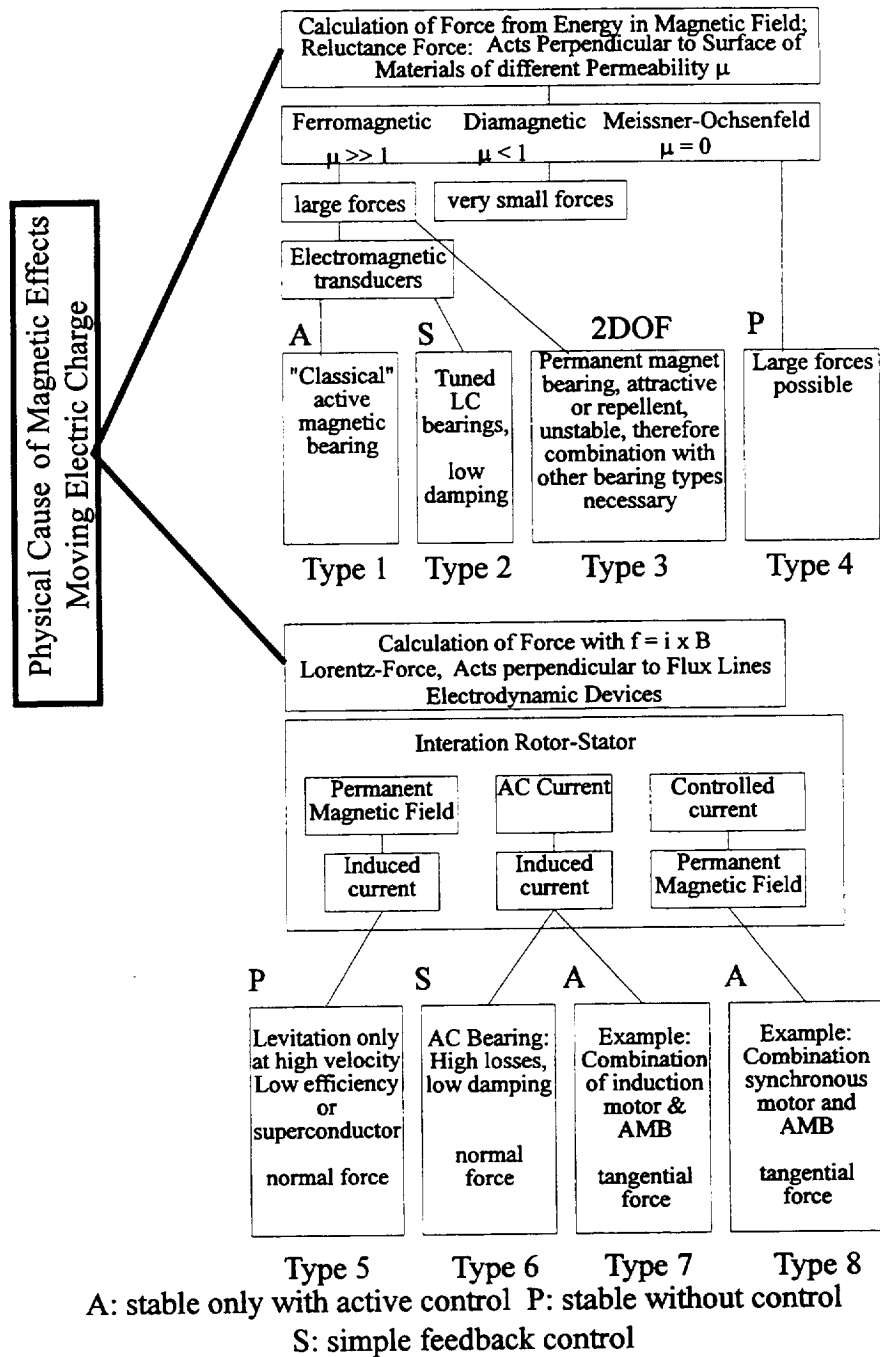 Physical Cause of Magnetic Effects
Moving Electric Charge
Calculation of Force from Energy in Magnetic Field;
Reluctance Force: Acts Perpendicular to Surface of
Materials of different Permeability µ
Ferromagnetic Diamagnetic Meissner-Ochsenfeld
µ >> 1 µ < 1 µ = 0
large forces
very small forces
Electromagnetic
transducers
A
"Classical"
active
magnetic
bearing
Type 1
S
Tuned
LC
bearings,
low
damping
Type 2
2DOF
Permanent magnet
bearing, attractive
or repellent,
unstable, therefore
combination with
other bearing types
necessary
Type 3
P
Large forces
possible
Type 4
Calculation of Force with f = i x B
Lorentz-Force, Acts perpendicular to Flux Lines
Electrodynamic Devices
Interation Rotor-Stator
Permanent
Magnetic Field
Induced
current
AC Current
Induced
current
Controlled
current
Permanent
Magnetic Field
P
Levitation only
at high velocity
Low efficiency
or
superconductor
normal force
Type 5
S
AC Bearing:
High losses,
low damping
normal
force
Type 6
A
Example:
Combination
of induction
motor &
AMB
tangential
force
Type 7
A
Example:
Combination
synchronous
motor and
AMB
tangential
force
Type 8
A: stable only with active control P: stable without control
S: simple feedback control